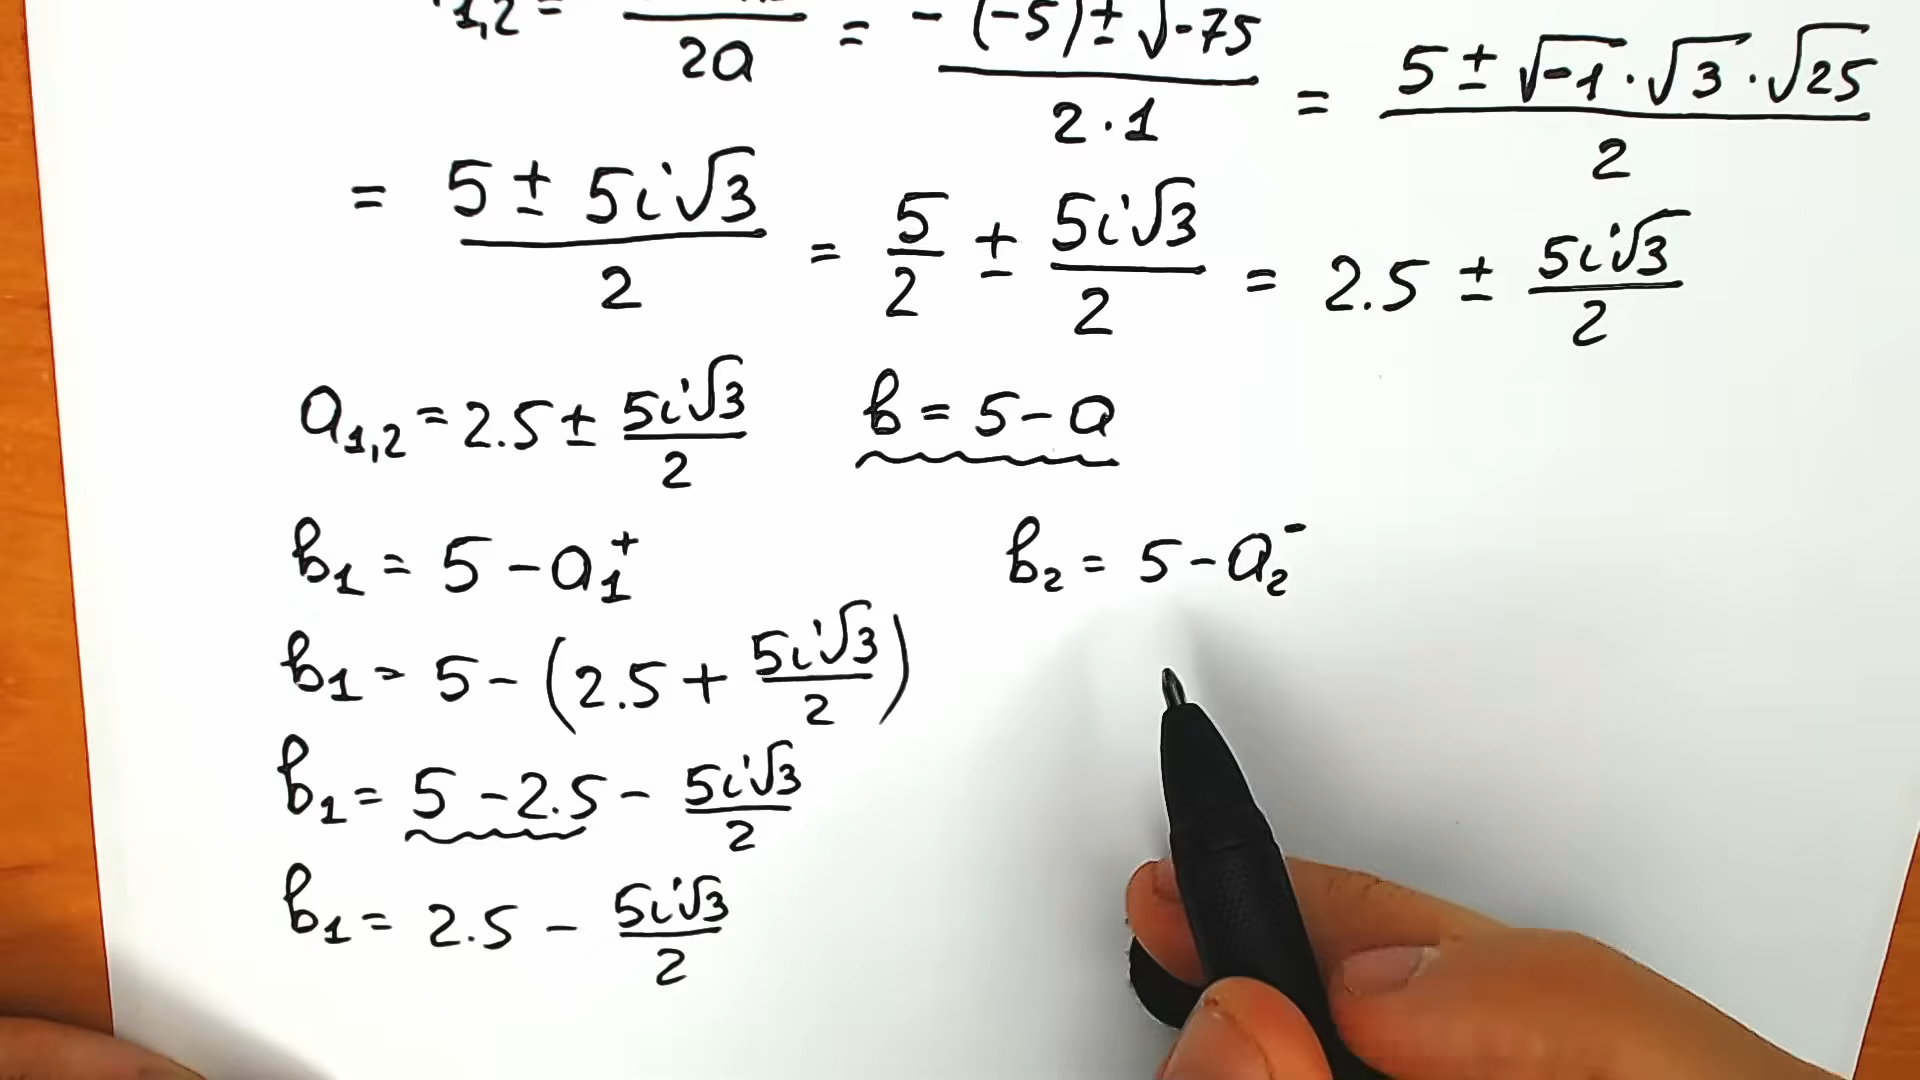 1,2 = / 2a = -(-5) ± √-75 / 2·1 = 5 ± √-1 · √3 · √25 / 2
= 5 ± 5i√3 / 2 = 5/2 ± 5i√3 / 2 = 2.5 ± 5i√3 / 2
a1,2 = 2.5 ± 5i√3 / 2   b = 5 - a
b1 = 5 - a1+   b2 = 5 - a2-
b1 = 5 - (2.5 + 5i√3 / 2)
b1 = 5 - 2.5 - 5i√3 / 2
b1 = 2.5 - 5i√3 / 2